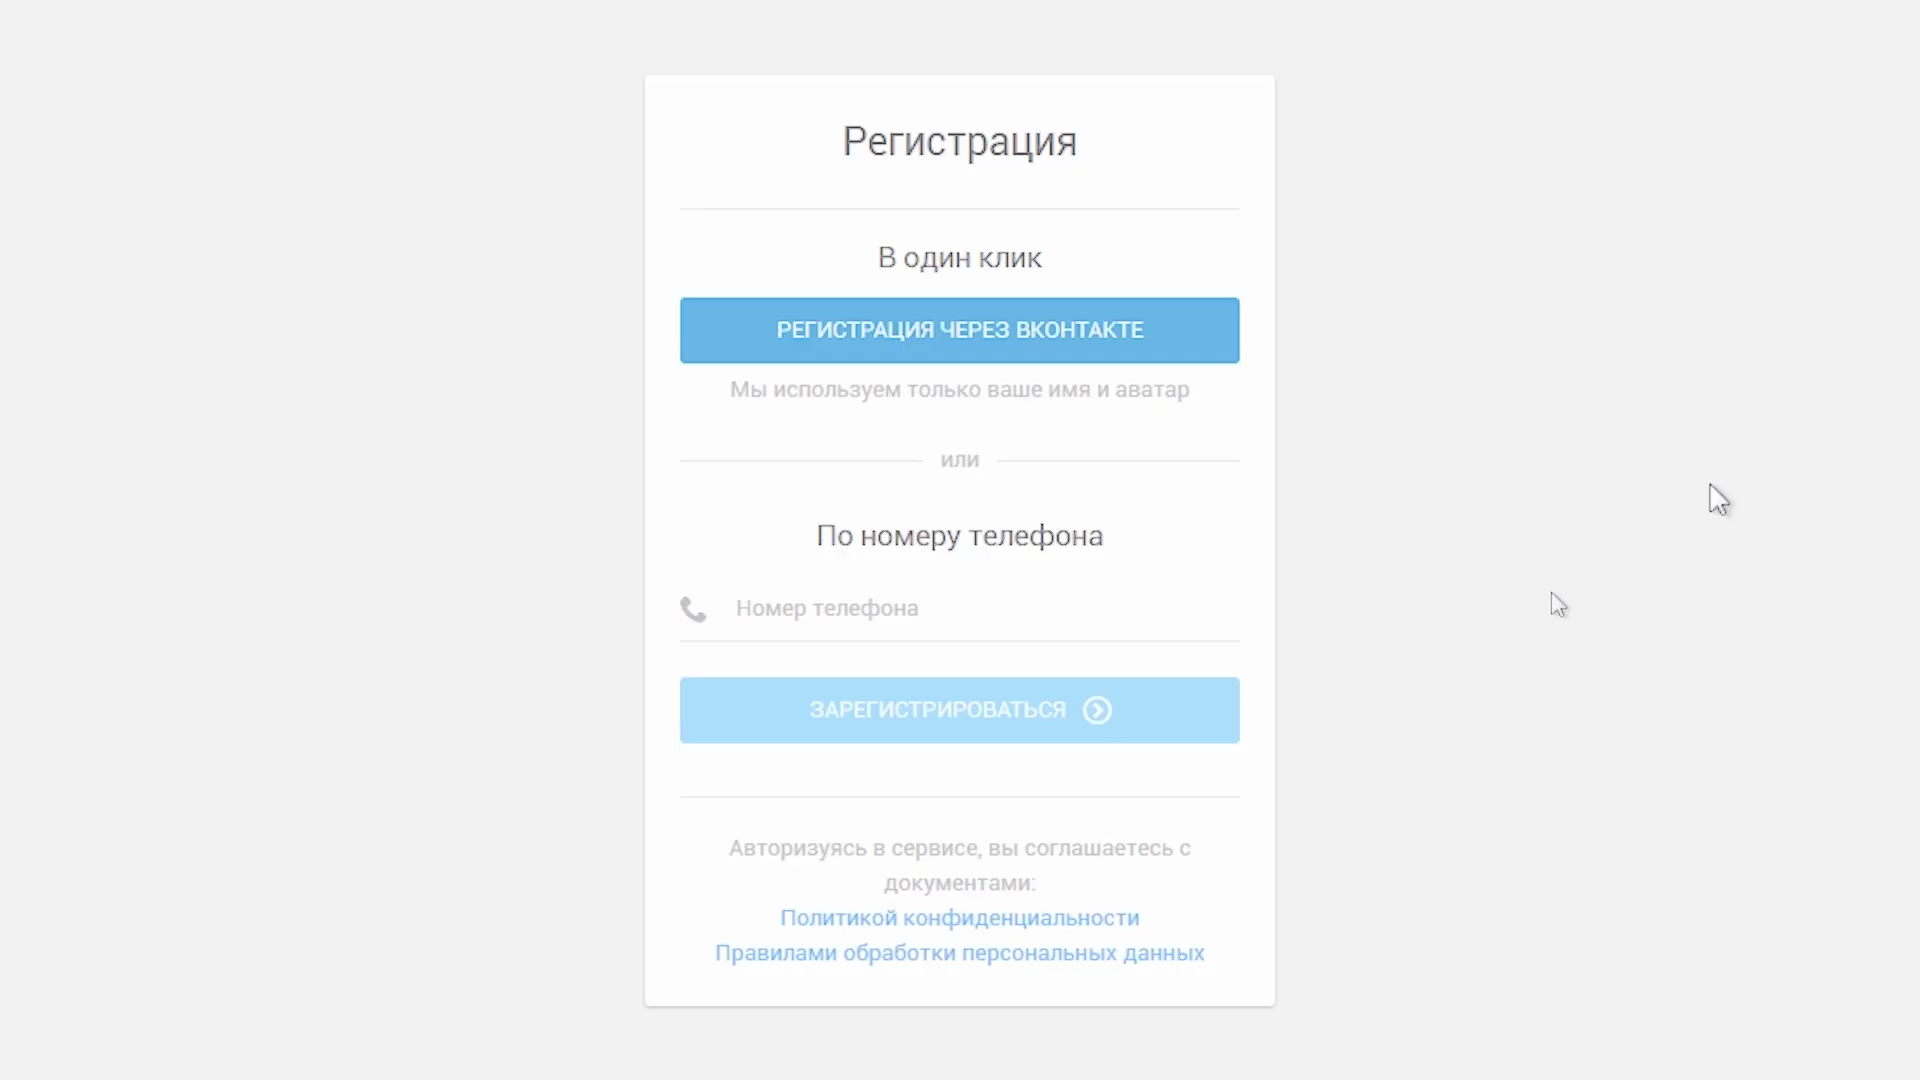 Регистрация
В один клик
РЕГИСТРАЦИЯ ЧЕРЕЗ ВКОНТАКТЕ
Мы используем только ваше имя и аватар
или
По номеру телефона
Номер телефона
ЗАРЕГИСТРИРОВАТЬСЯ
Авторизуясь в сервисе, вы соглашаетесь с
документами:
Политикой конфиденциальности
Правилами обработки персональных данных